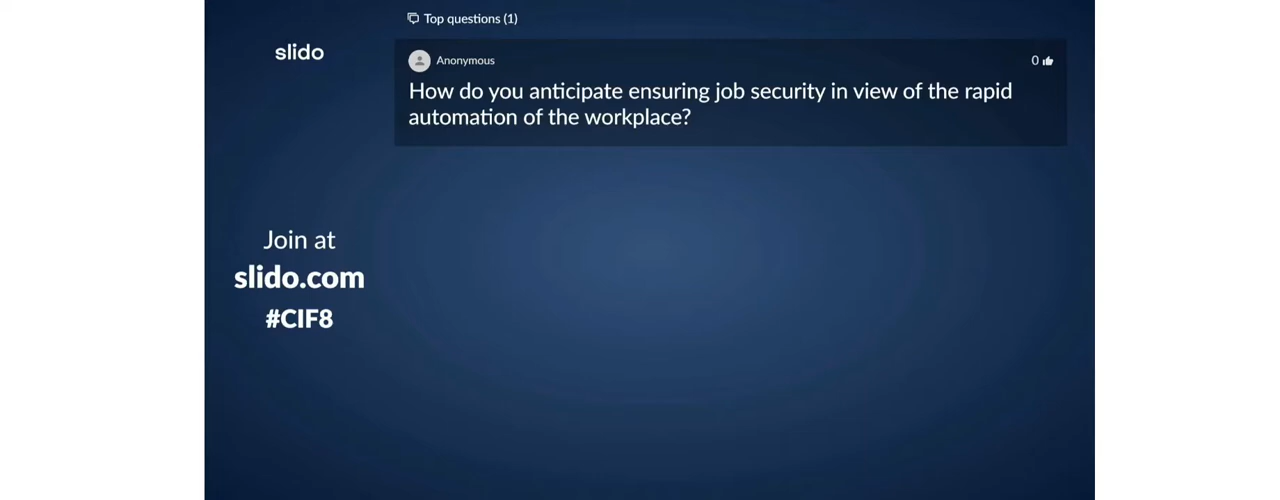 Top questions (1)
slido
Anonymous
0
How do you anticipate ensuring job security in view of the rapid
automation of the workplace?
Join at
slido.com
#CIF8